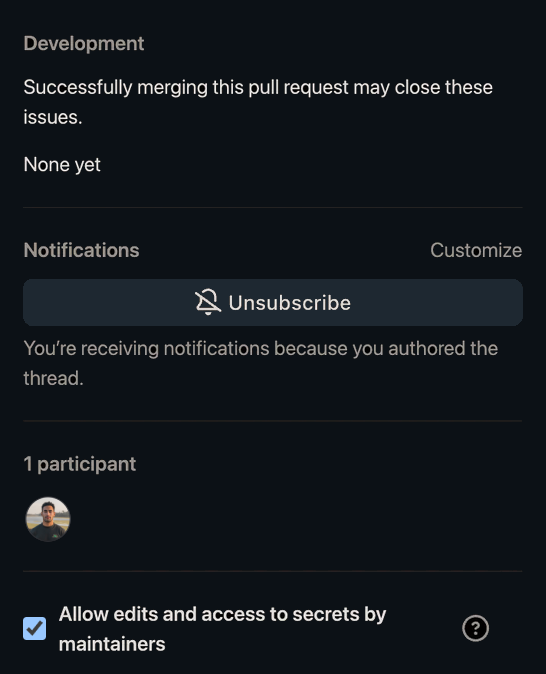 Development
Successfully merging this pull request may close these
issues.
None yet
Notifications Customize
Unsubscribe
You’re receiving notifications because you authored the
thread.
1 participant
Allow edits and access to secrets by
maintainers
?